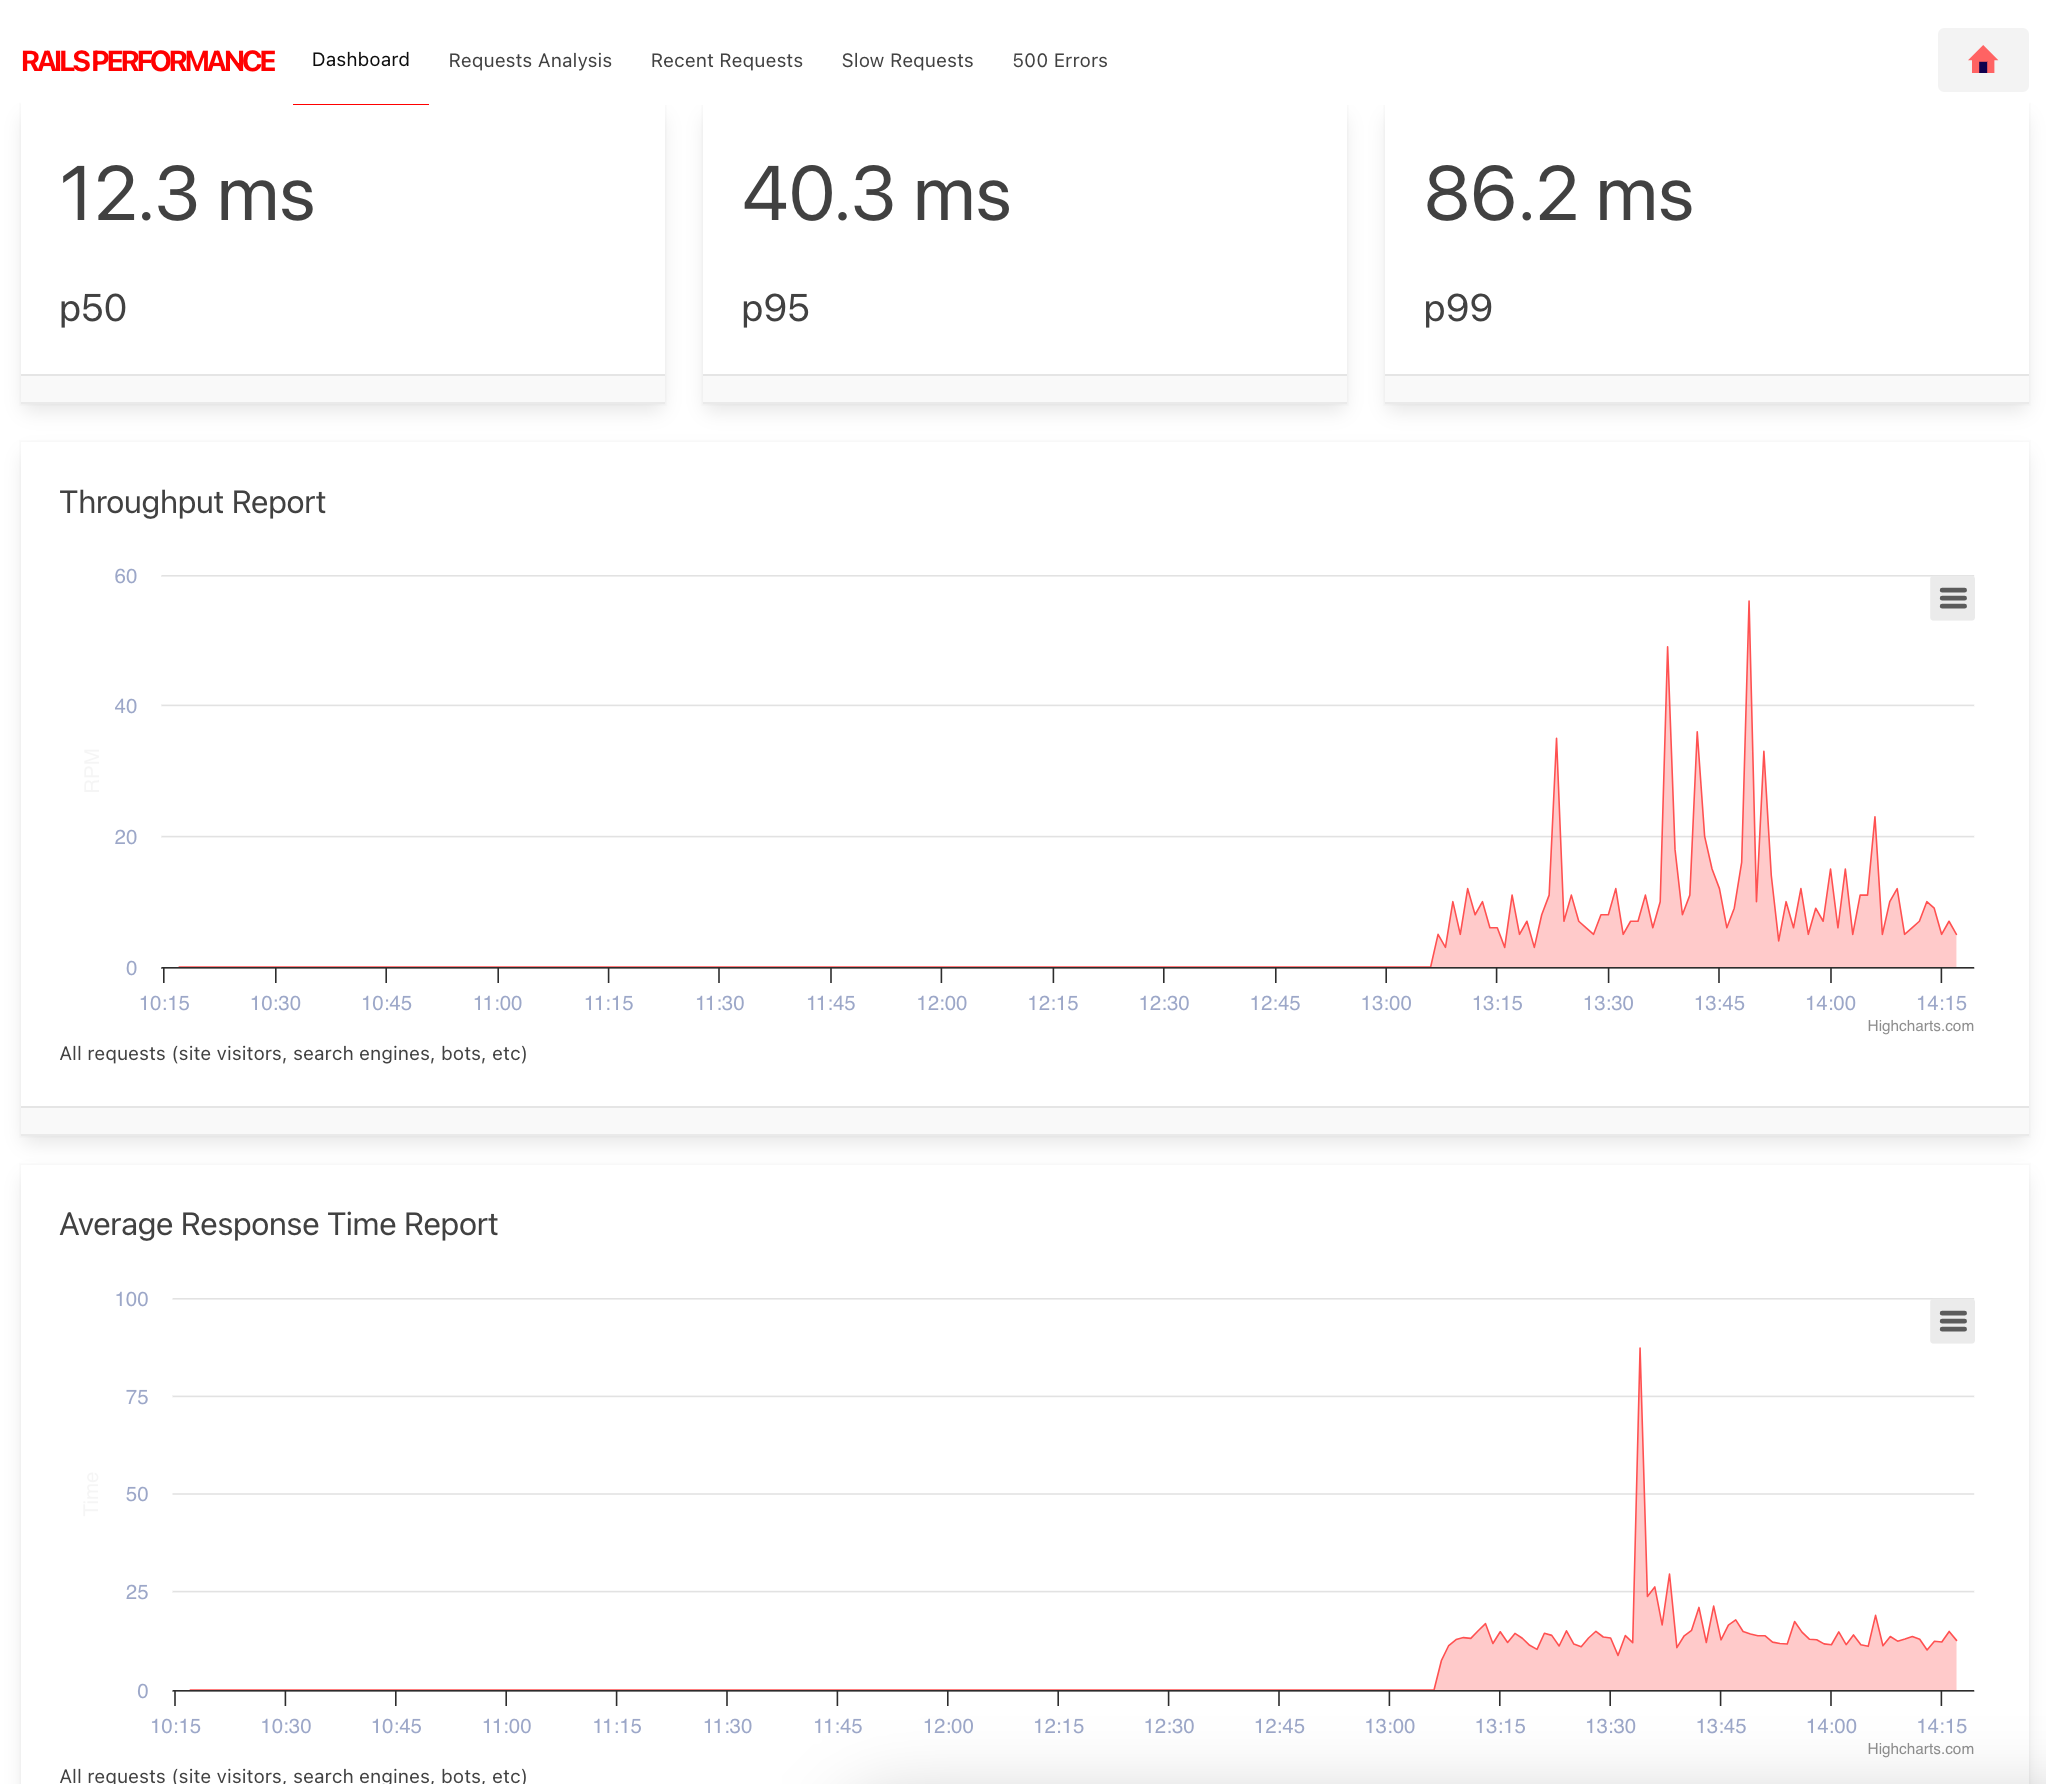 RAILS PERFORMANCE Dashboard Requests Analysis Recent Requests Slow Requests 500 Errors
12.3 ms 40.3 ms 86.2 ms
p50 p95 p99
Throughput Report
60
40
RPM
20
0
10:15 10:30 10:45 11:00 11:15 11:30 11:45 12:00 12:15 12:30 12:45 13:00 13:15 13:30 13:45 14:00 14:15
Highcharts.com
All requests (site visitors, search engines, bots, etc)
Average Response Time Report
100
75
Time
50
25
0
10:15 10:30 10:45 11:00 11:15 11:30 11:45 12:00 12:15 12:30 12:45 13:00 13:15 13:30 13:45 14:00 14:15
Highcharts.com
All requests (site visitors, search engines, bots, etc)